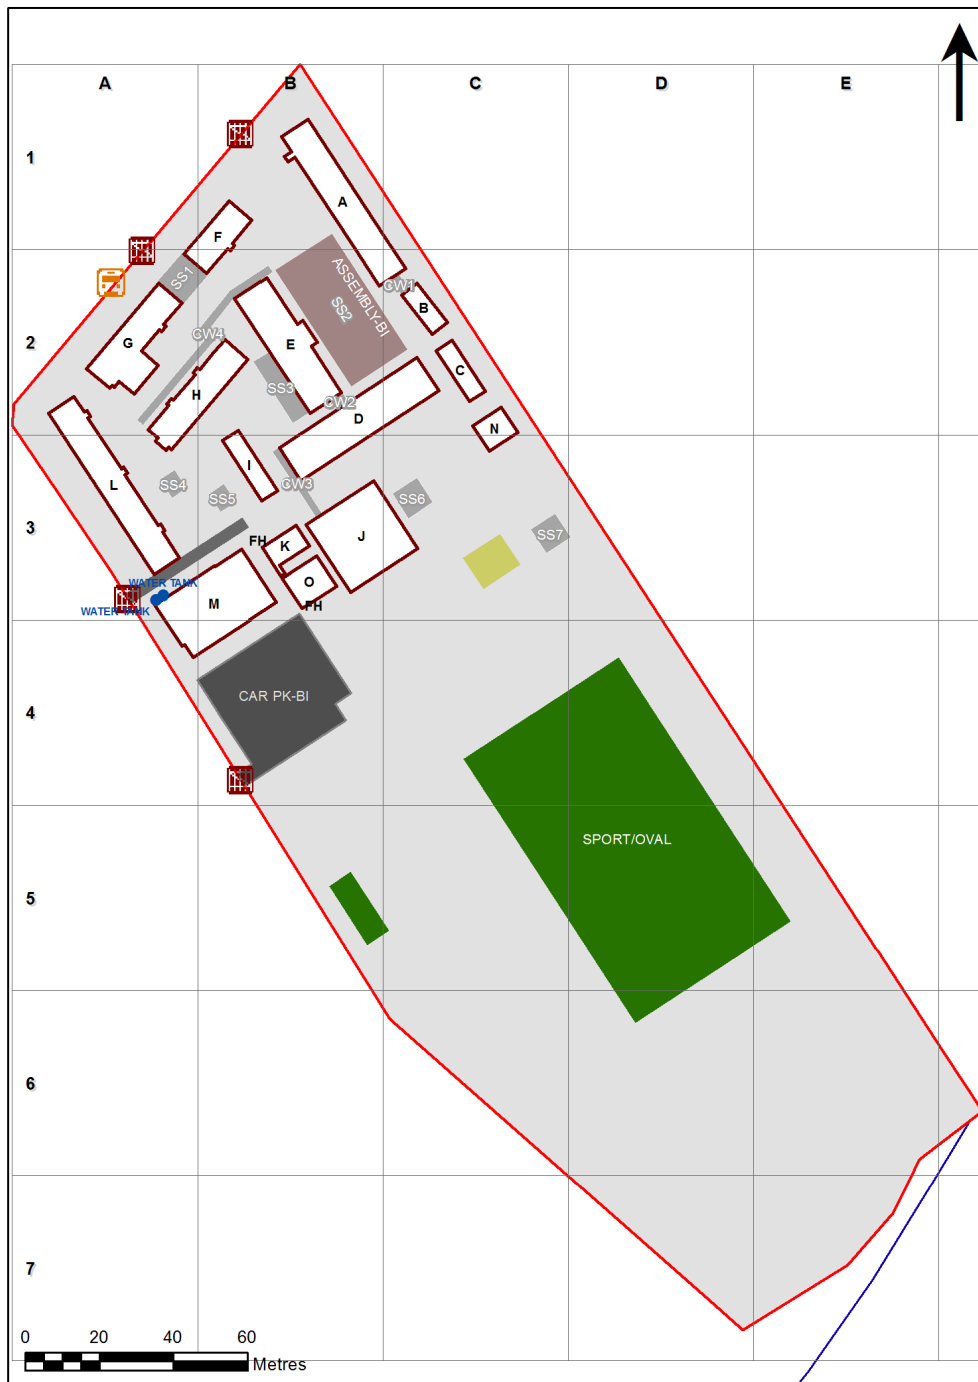 A B C D E
1
A
F
SS1
ASSEMBLY-BI
SS2
CW1
B
2
G
CW4
E
C
H
SS3
CW2
D
N
I
L
SS4
SS5
CW3
SS6
3
FH
K
J
SS7
WATER TANK
O
WATER TANK
M
FH
4
CAR PK-BI
SPORT/OVAL
5
6
7
0 20 40 60
Metres